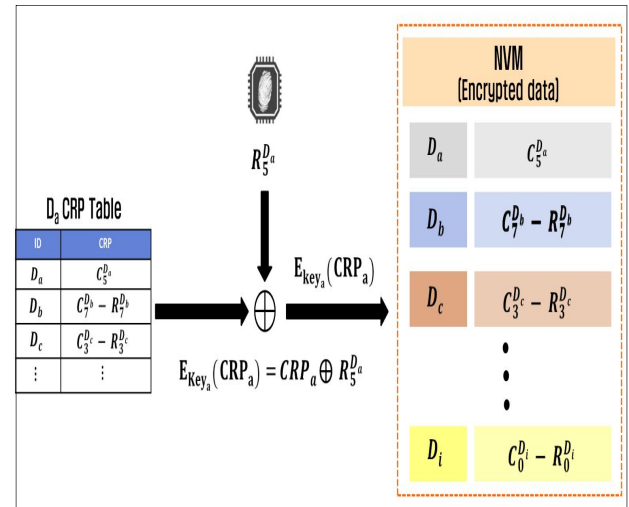 NVM
(Encrypted data)
D_a C_5^{D_a}
D_b C_7^{D_b} − R_7^{D_b}
D_c C_3^{D_c} − R_3^{D_c}
⋮
D_i C_0^{D_i} − R_0^{D_i}
R_5^{D_a}
D_a CRP Table
ID CRP
D_a C_5^{D_a}
D_b C_7^{D_b} − R_7^{D_b}
D_c C_3^{D_c} − R_3^{D_c}
⋮ ⋮
⊕
E_{key_a}(CRP_a)
E_{Key_a}(CRP_a) = CRP_a ⊕ R_5^{D_a}